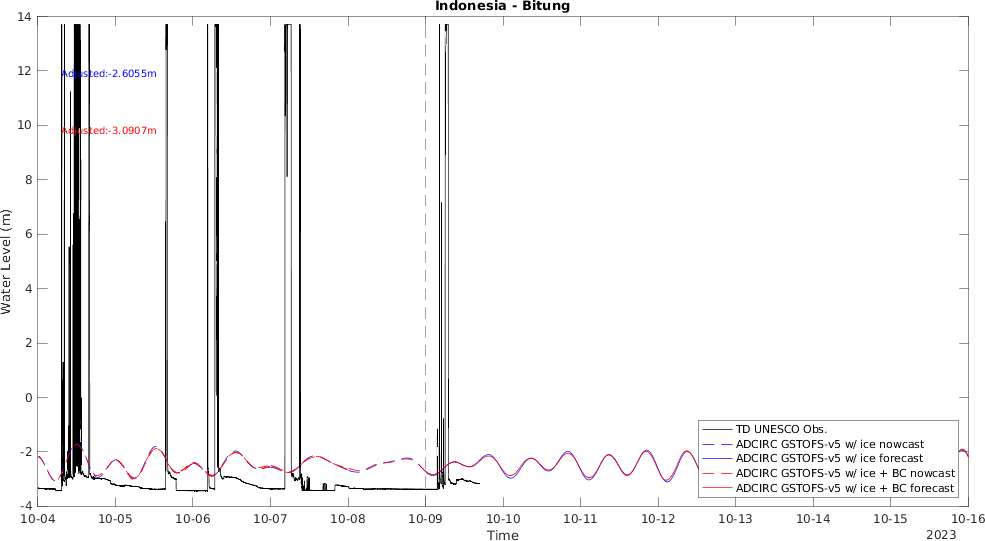 Indonesia - Bitung
14
12
10
8
6
4
2
0
-2
-4
Water Level (m)
Adjusted:-2.6055m
Adjusted:-3.0907m
TD UNESCO Obs.
ADCIRC GSTOFS-v5 w/ ice nowcast
ADCIRC GSTOFS-v5 w/ ice forecast
ADCIRC GSTOFS-v5 w/ ice + BC nowcast
ADCIRC GSTOFS-v5 w/ ice + BC forecast
10-04 10-05 10-06 10-07 10-08 10-09 10-10 10-11 10-12 10-13 10-14 10-15 10-16
Time
2023